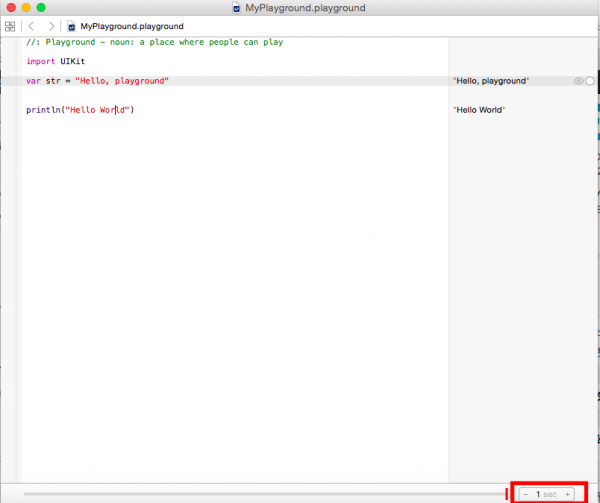 MyPlayground.playground
MyPlayground.playground
//: Playground - noun: a place where people can play
import UIKit
var str = "Hello, playground"
"Hello, playground"
println("Hello World")
"Hello World"
− 1 sec +